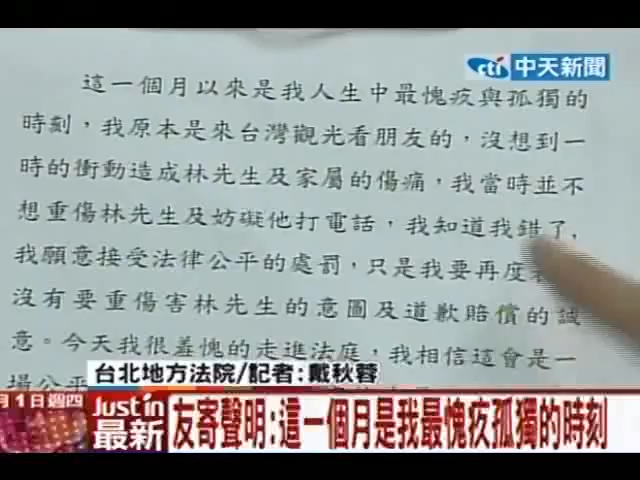 cti 中天新聞
這一個月以來是我人生中最愧疚與孤獨的
時刻，我原本是來台灣觀光看朋友的，沒想到一
時的衝動造成林先生及家屬的傷痛，我當時並不
想重傷林先生及妨礙他打電話，我知道我錯了，
我願意接受法律公平的處罰，只是我要再度
沒有要重傷害林先生的意圖及道歉賠償的誠
意。今天我很羞愧的走進法庭，我相信這會是一
場公平
台北地方法院/記者：戴秋蓉
月1日週四
Just in
最新
友寄聲明：這一個月是我最愧疚孤獨的時刻